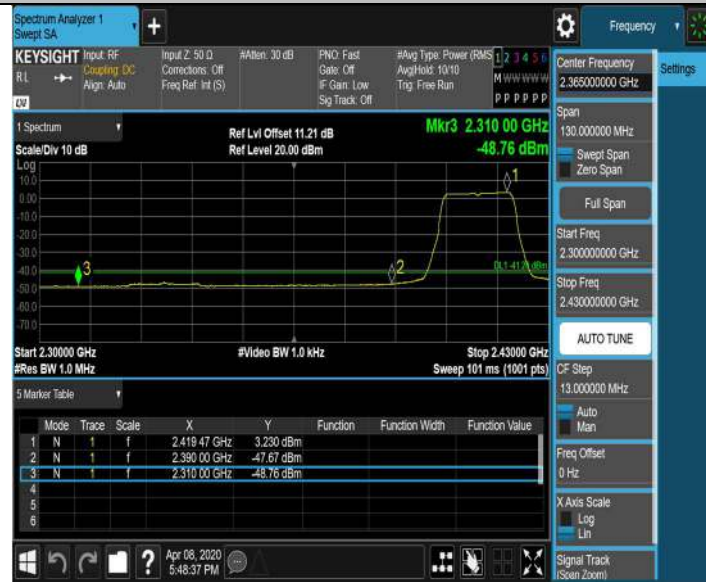 Spectrum Analyzer 1
Swept SA
+
Frequency
KEYSIGHT
RL
Input: RF
Coupling: DC
Align: Auto
Input Z: 50 Ω
Corrections: Off
Freq Ref: Int (S)
#Atten: 30 dB
PNO: Fast
Gate: Off
IF Gain: Low
Sig Track: Off
#Avg Type: Power (RMS
Avg|Hold: 10/10
Trig: Free Run
1 2 3 4 5 6
M W W W W W
P P P P P P
1 Spectrum
Scale/Div 10 dB
Ref Lvl Offset 11.21 dB
Ref Level 20.00 dBm
Mkr3 2.310 00 GHz
-48.76 dBm
Log
10.0
0.00
-10.0
-20.0
-30.0
-40.0
-50.0
-60.0
-70.0
1
2
3
Start 2.30000 GHz
#Res BW 1.0 MHz
#Video BW 1.0 kHz
Stop 2.43000 GHz
Sweep 101 ms (1001 pts)
5 Marker Table
Mode Trace Scale X Y Function Function Width Function Value
1 N 1 f 2.419 47 GHz 3.230 dBm
2 N 1 f 2.390 00 GHz -47.67 dBm
3 N 1 f 2.310 00 GHz -48.76 dBm
4
5
6
?
Apr 08, 2020
5:48:37 PM
Center Frequency
2.365000000 GHz
Settings
Span
130.000000 MHz
Swept Span
Zero Span
Full Span
Start Freq
2.300000000 GHz
Stop Freq
2.430000000 GHz
AUTO TUNE
CF Step
13.000000 MHz
Auto
Man
Freq Offset
0 Hz
X Axis Scale
Log
Lin
Signal Track
(Span Zoom)